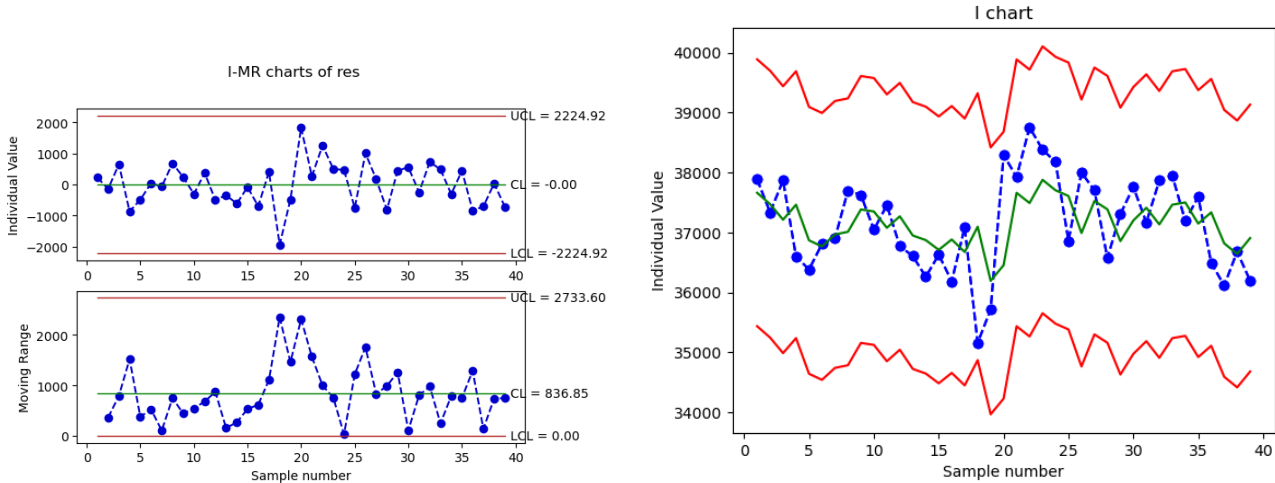 I-MR charts of res
Individual Value
2000
1000
0
−1000
−2000
UCL = 2224.92
CL = -0.00
LCL = -2224.92
0 5 10 15 20 25 30 35 40
Moving Range
2000
1000
0
UCL = 2733.60
CL = 836.85
LCL = 0.00
0 5 10 15 20 25 30 35 40
Sample number
I chart
Individual Value
40000
39000
38000
37000
36000
35000
34000
0 5 10 15 20 25 30 35 40
Sample number